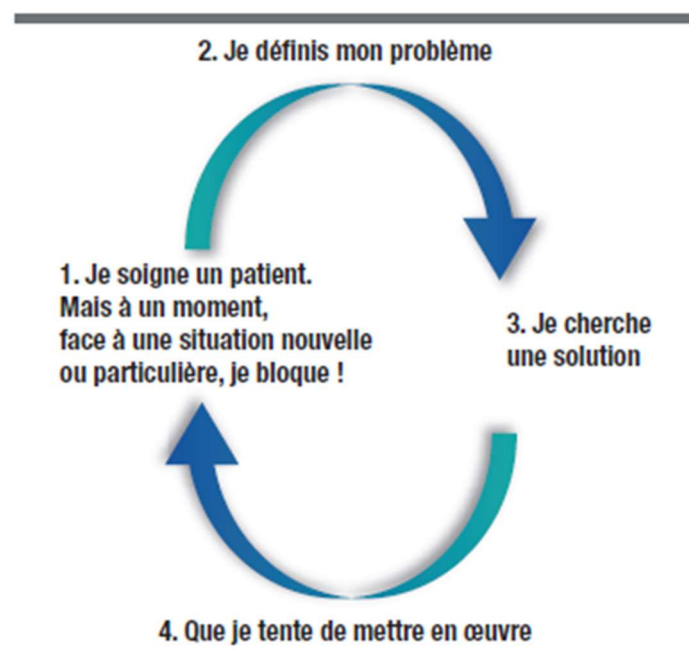 2. Je définis mon problème
1. Je soigne un patient.
Mais à un moment,
face à une situation nouvelle
ou particulière, je bloque !
3. Je cherche
une solution
4. Que je tente de mettre en œuvre